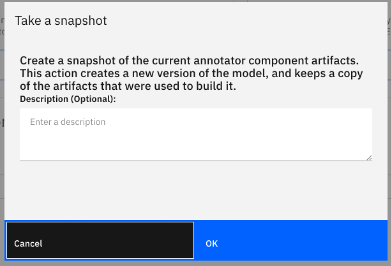 Take a snapshot
Create a snapshot of the current annotator component artifacts.
This action creates a new version of the model, and keeps a copy
of the artifacts that were used to build it.
Description (Optional):
Enter a description
Cancel
OK